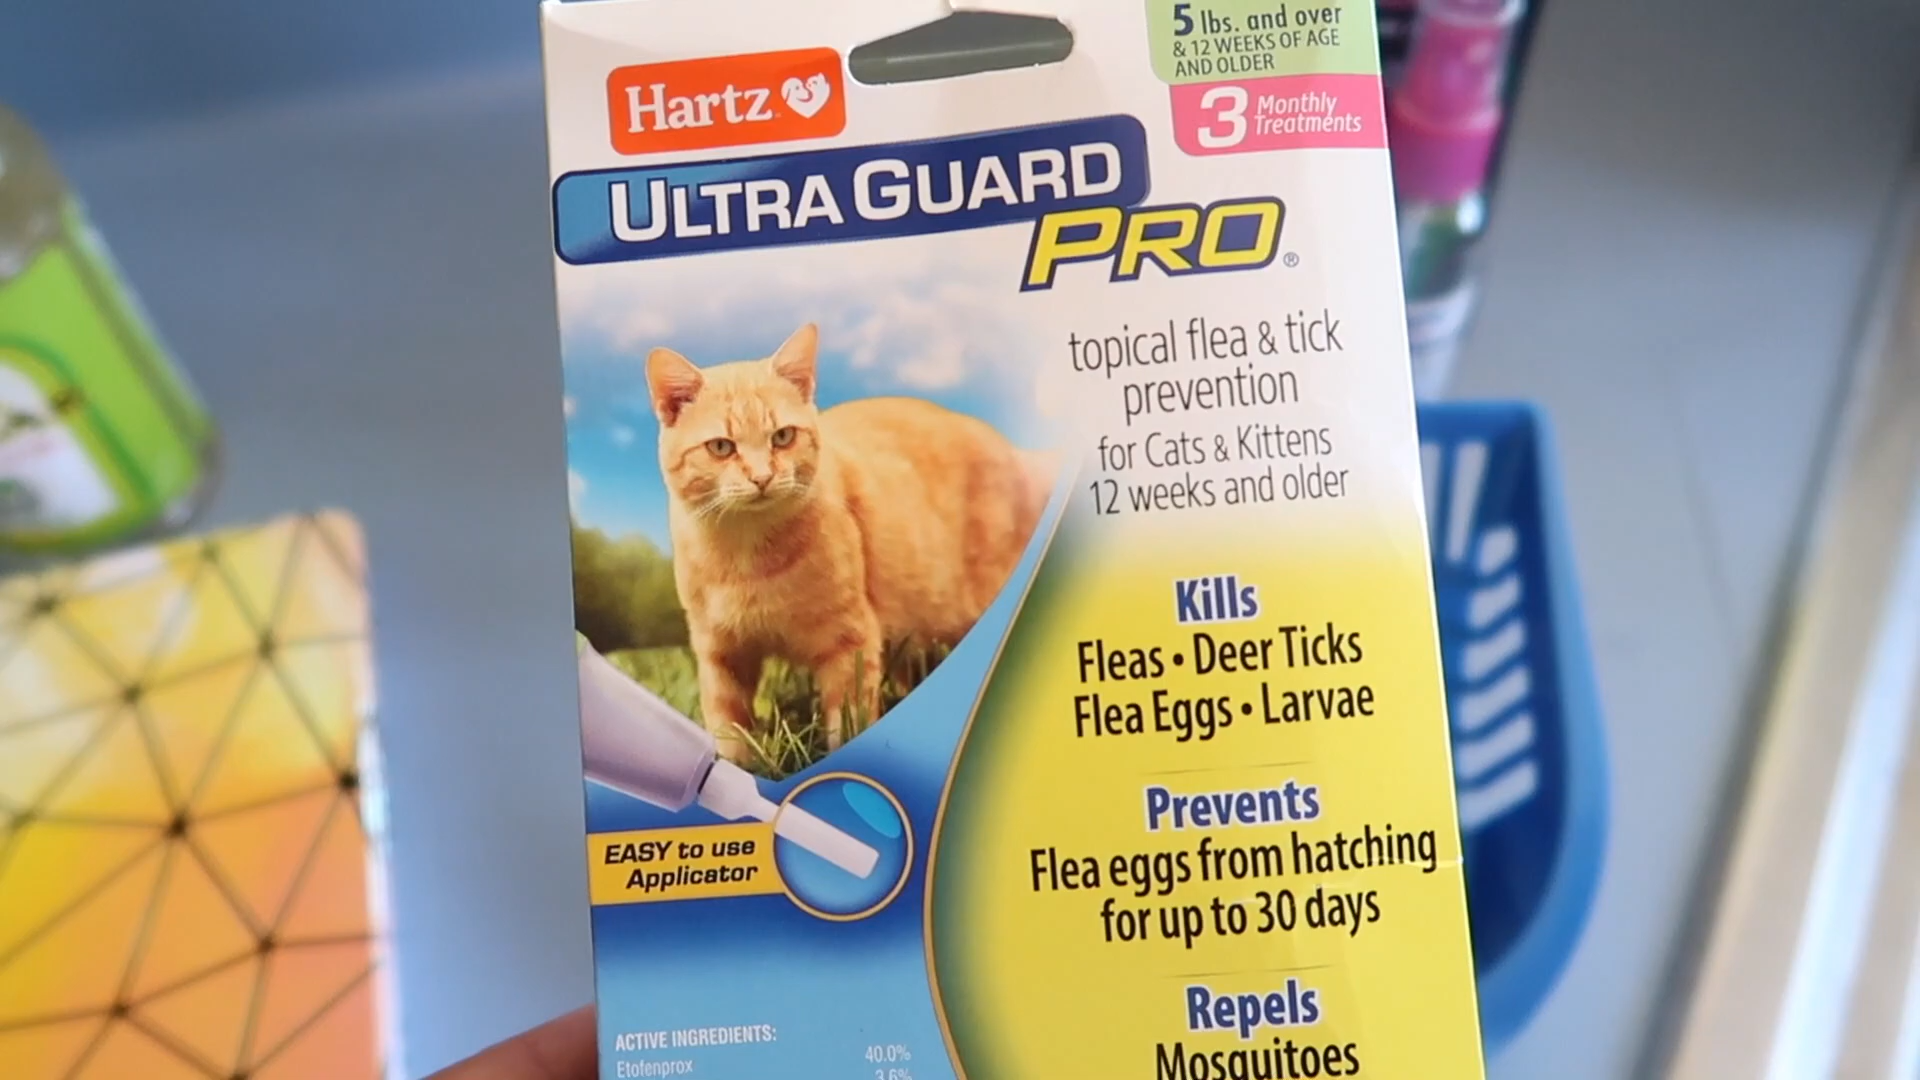 Hartz
ULTRA GUARD
PRO®
5 lbs. and over
& 12 WEEKS OF AGE
AND OLDER
3 Monthly
Treatments
topical flea & tick
prevention
for Cats & Kittens
12 weeks and older
Kills
Fleas • Deer Ticks
Flea Eggs • Larvae
Prevents
Flea eggs from hatching
for up to 30 days
Repels
Mosquitoes
EASY to use
Applicator
ACTIVE INGREDIENTS:
Etofenprox 40.0%
3.6%